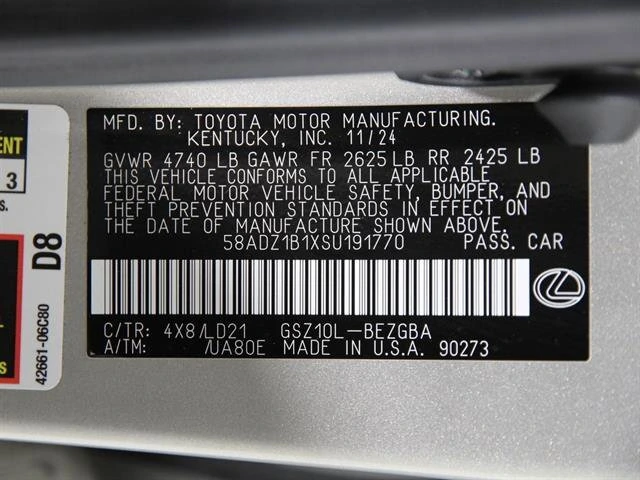 MFD. BY: TOYOTA MOTOR MANUFACTURING.
KENTUCKY, INC. 11/24
GVWR 4740 LB GAWR FR 2625 LB RR 2425 LB
THIS VEHICLE CONFORMS TO ALL APPLICABLE
FEDERAL MOTOR VEHICLE SAFETY, BUMPER, AND
THEFT PREVENTION STANDARDS IN EFFECT ON
THE DATE OF MANUFACTURE SHOWN ABOVE.
58ADZ1B1XSU191770 PASS. CAR
C/TR: 4X8/LD21 GSZ10L-BEZGBA
A/TM: /UA80E MADE IN U.S.A. 90273
D8
42661-06C80
3